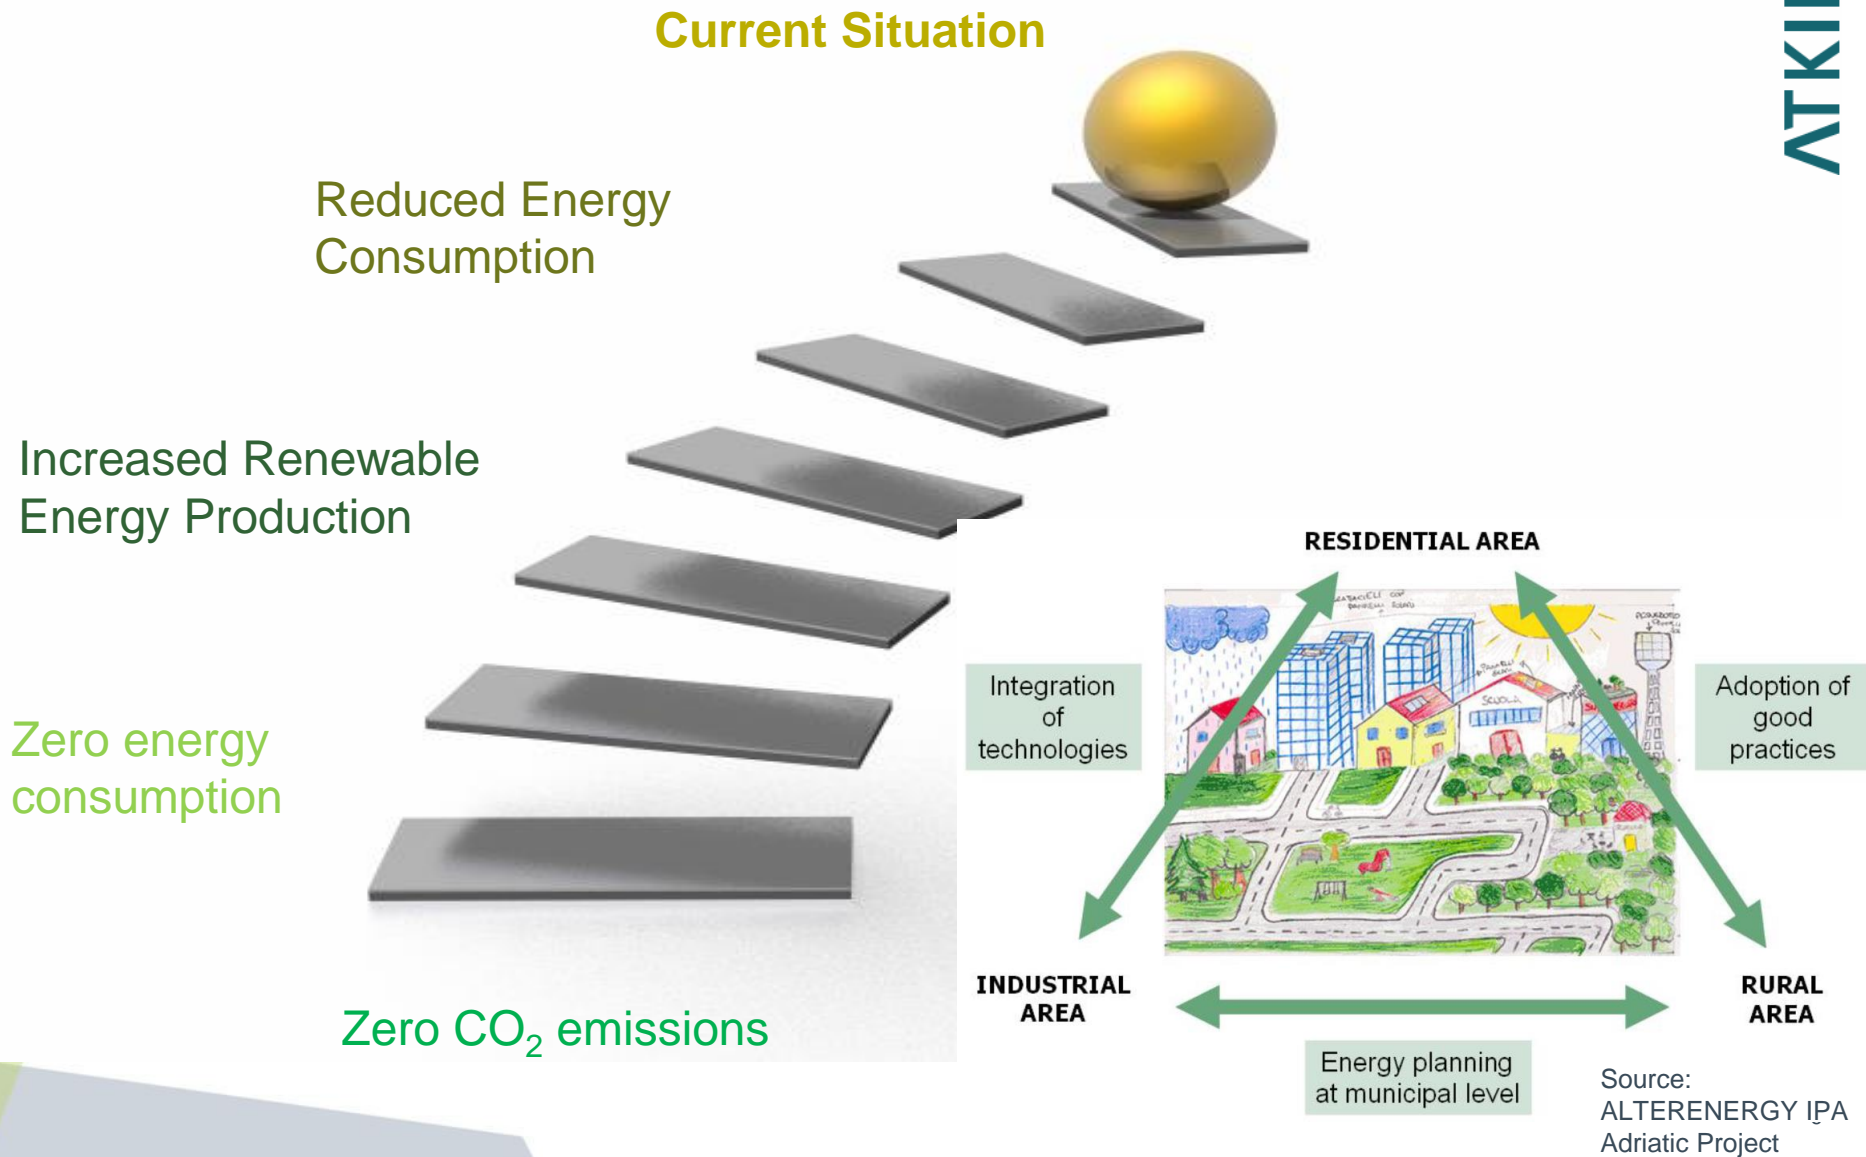 Current Situation
ATKI
Reduced Energy
Consumption
Increased Renewable
Energy Production
Zero energy
consumption
Zero CO₂ emissions
RESIDENTIAL AREA
Integration
of
technologies
SCUOLA
Adoption of
good
practices
INDUSTRIAL
AREA
RURAL
AREA
Energy planning
at municipal level
Source:
ALTERENERGY IPA
Adriatic Project